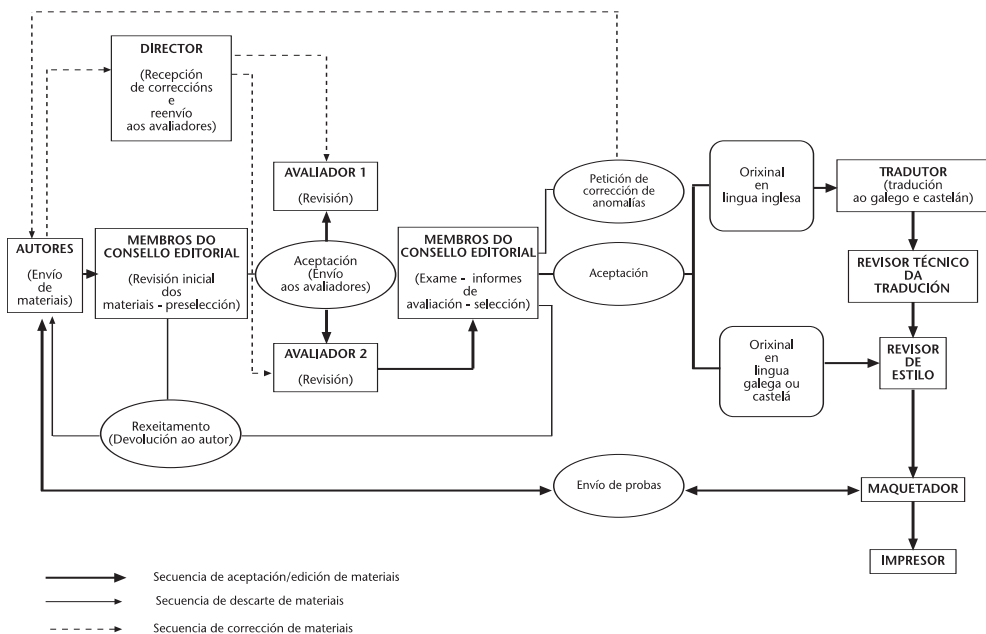 DIRECTOR
(Recepción
de correccións
e
reenvío
aos avaliadores)
AVALIADOR 1
(Revisión)
Petición de
corrección de
anomalías
Orixinal
en
lingua inglesa
TRADUTOR
(tradución
ao galego e castelán)
AUTORES
(Envío
de
materiais)
MEMBROS DO
CONSELLO EDITORIAL
(Revisión inicial
dos
materiais - preselección)
Aceptación
(Envío
aos avaliadores)
MEMBROS DO
CONSELLO EDITORIAL
(Exame - informes
de
avaliación - selección)
Aceptación
REVISOR TÉCNICO
DA
TRADUCIÓN
AVALIADOR 2
(Revisión)
Orixinal
en
lingua
galega ou
castelá
REVISOR
DE
ESTILO
Rexeitamento
(Devolución ao autor)
Envío de probas
MAQUETADOR
IMPRESOR
Secuencia de aceptación/edición de materiais
Secuencia de descarte de materiais
Secuencia de corrección de materiais